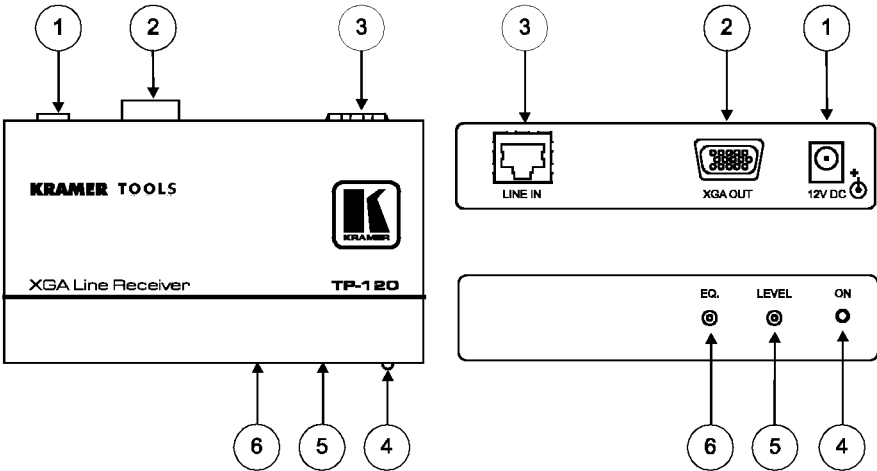 1 2 3
3 2 1
KRAMER TOOLS
K
KRAMER
XGA Line Receiver TP-120
LINE IN XGA OUT 12V DC +
EQ. LEVEL ON
6 5 4
6 5 4